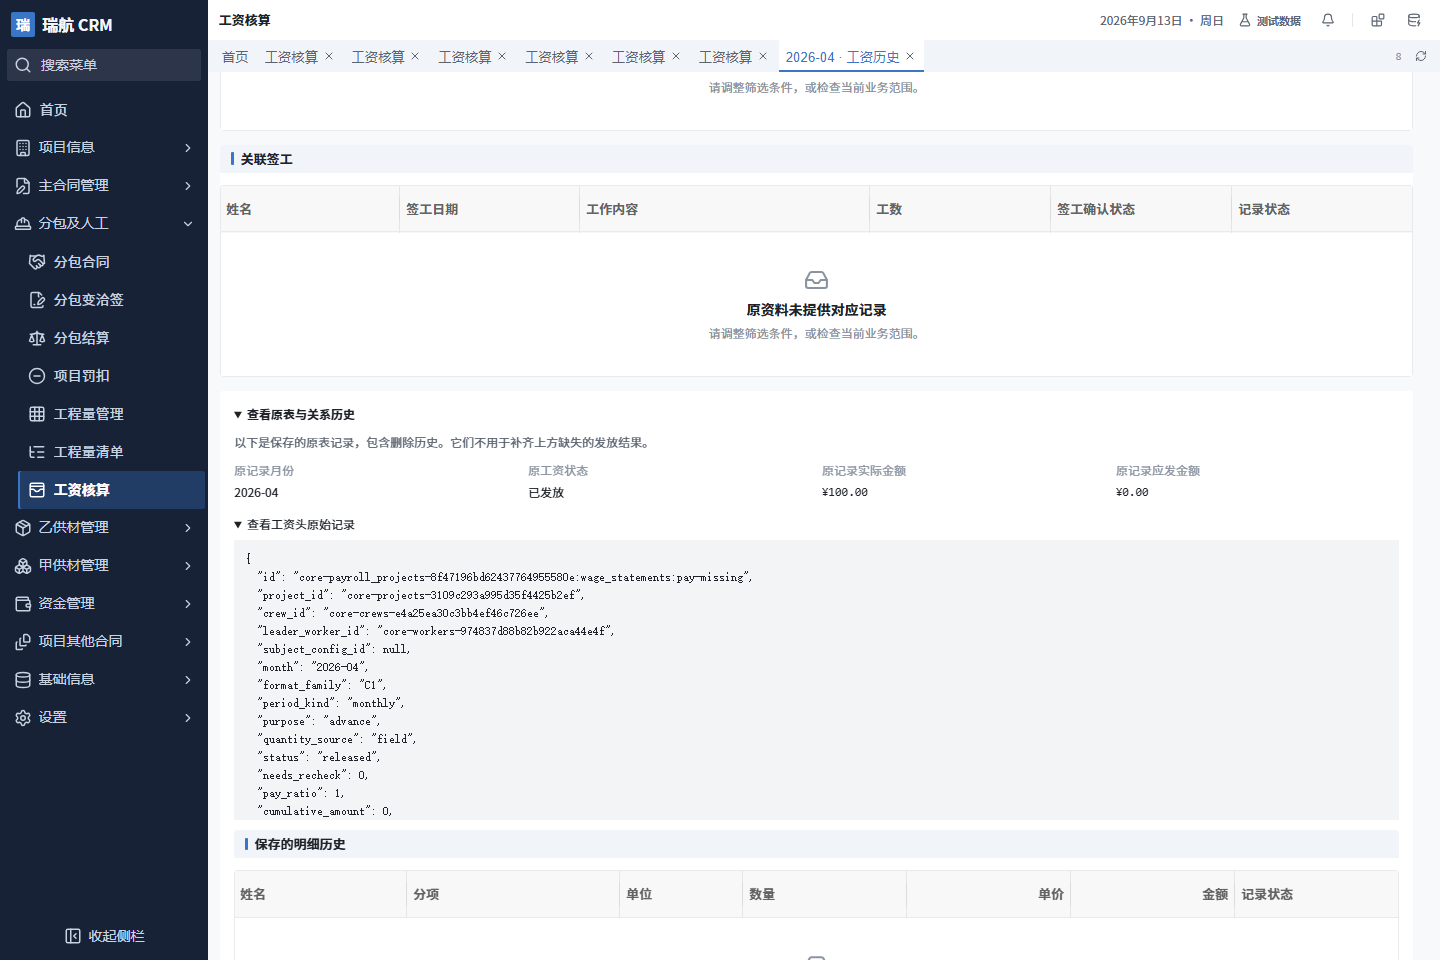 瑞 瑞航 CRM
工资核算
2026年9月13日 • 周日
测试数据
搜索菜单
首页
工资核算
工资核算
工资核算
工资核算
工资核算
工资核算
2026-04 · 工资历史
8
首页
项目信息
主合同管理
分包及人工
分包合同
分包变洽签
分包结算
项目罚扣
工程量管理
工程量清单
工资核算
乙供材管理
甲供材管理
资金管理
项目其他合同
基础信息
设置
收起侧栏
请调整筛选条件，或检查当前业务范围。
关联签工
姓名 签工日期 工作内容 工数 签工确认状态 记录状态
原资料未提供对应记录
请调整筛选条件，或检查当前业务范围。
▼ 查看原表与关系历史
以下是保存的原表记录，包含删除历史。它们不用于补齐上方缺失的发放结果。
原记录月份 原工资状态 原记录实际金额 原记录应发金额
2026-04 已发放 ¥100.00 ¥0.00
▼ 查看工资头原始记录
{
"id": "core-payroll_projects-8f47196bd62437764955580e:wage_statements:pay-missing",
"project_id": "core-projects-3109c293a995d35f4425b2ef",
"crew_id": "core-crews-e4a25ea30c3bb4ef46c726ee",
"leader_worker_id": "core-workers-974837d88b82b922aca44e4f",
"subject_config_id": null,
"month": "2026-04",
"format_family": "C1",
"period_kind": "monthly",
"purpose": "advance",
"quantity_source": "field",
"status": "released",
"needs_recheck": 0,
"pay_ratio": 1,
"cumulative_amount": 0,
保存的明细历史
姓名 分项 单位 数量 单价 金额 记录状态